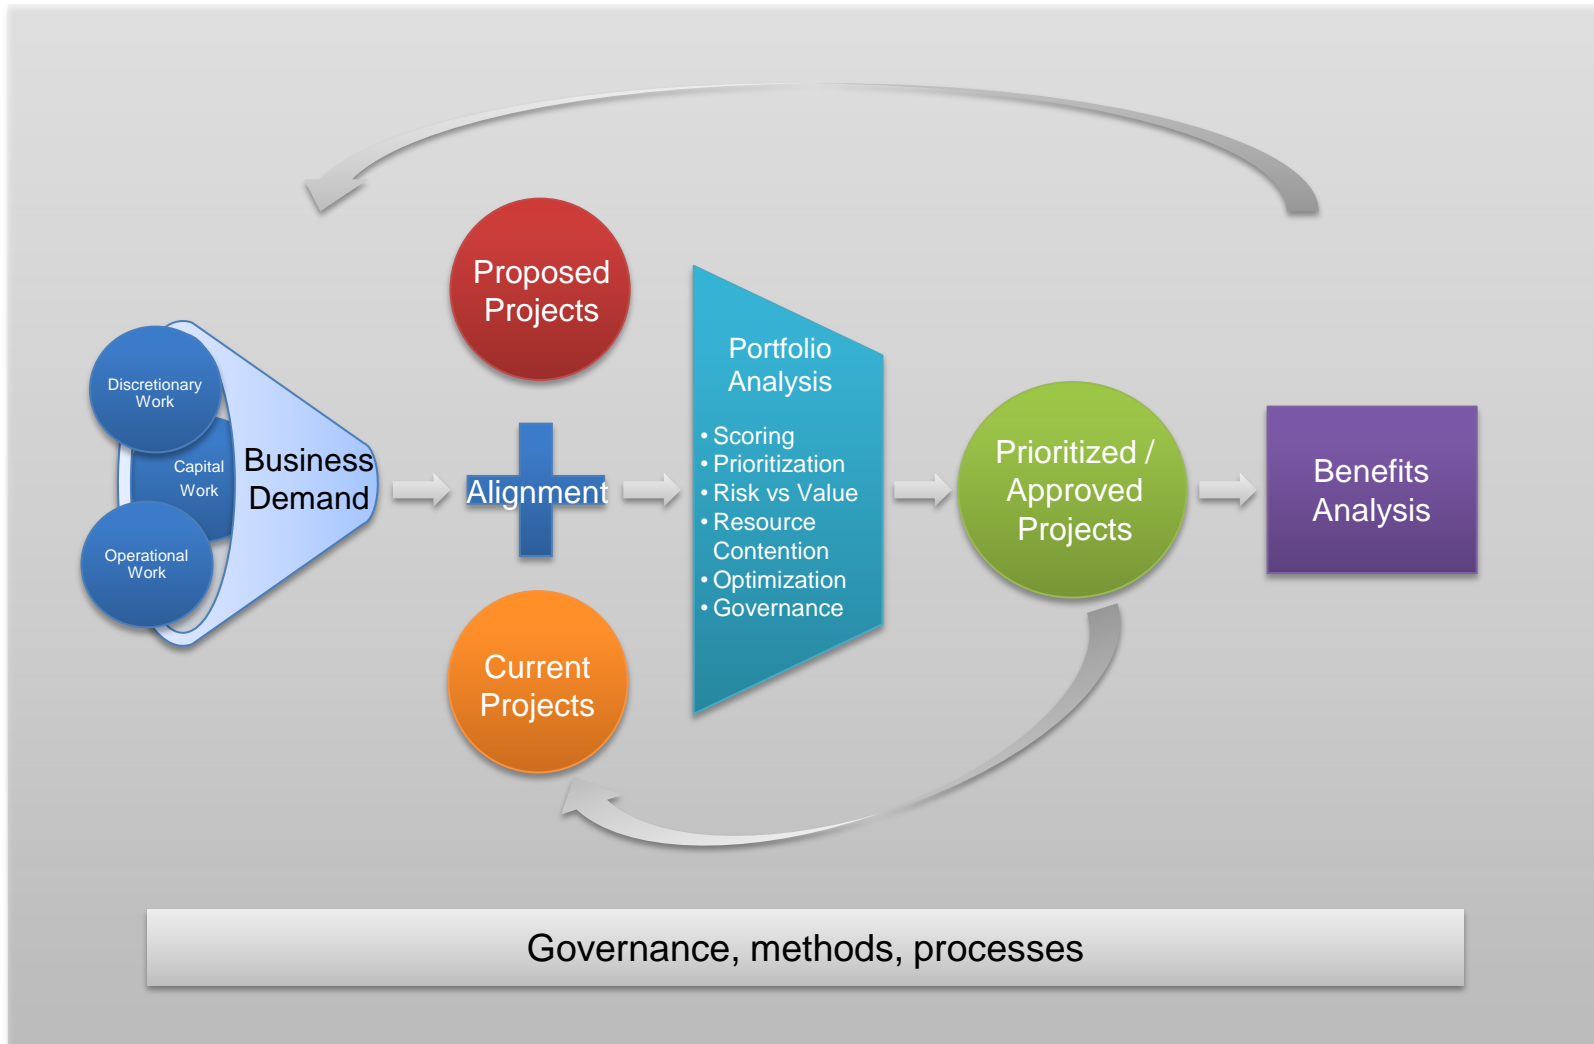 Discretionary
Work
Capital
Work
Operational
Work
Business
Demand
Proposed
Projects
Alignment
Current
Projects
Portfolio
Analysis
• Scoring
• Prioritization
• Risk vs Value
• Resource
Contention
• Optimization
• Governance
Prioritized /
Approved
Projects
Benefits
Analysis
Governance, methods, processes